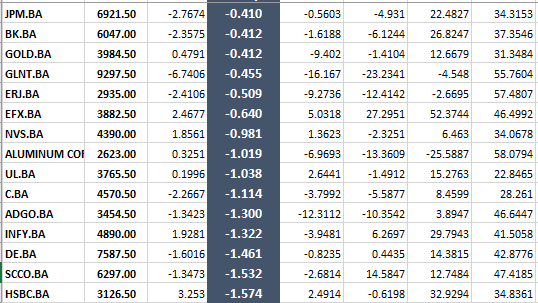 JPM.BA 6921.50 -2.7674 -0.410 -0.5603 -4.931 22.4827 34.3153
BK.BA 6047.00 -2.3575 -0.412 -1.6188 -6.1244 26.8247 37.3546
GOLD.BA 3984.50 0.4791 -0.412 -9.402 -1.4104 12.6679 31.3484
GLNT.BA 9297.50 -6.7406 -0.455 -16.167 -23.2341 -4.548 55.7604
ERJ.BA 2935.00 -2.4106 -0.509 -9.2736 -12.4142 -2.6695 57.4807
EFX.BA 3882.50 2.4677 -0.640 5.0318 27.2951 52.3744 46.4992
NVS.BA 4390.00 1.8561 -0.981 1.3623 -2.3251 6.463 34.0678
ALUMINUM COI 2623.00 0.3251 -1.019 -6.9693 -13.3609 -25.5887 58.0794
UL.BA 3765.50 0.1996 -1.038 2.6441 -1.4912 15.2763 22.8465
C.BA 4570.50 -2.2667 -1.114 -3.7992 -5.5877 8.4599 28.261
ADGO.BA 3454.50 -1.3423 -1.300 -12.3112 -10.3542 3.8947 46.6447
INFY.BA 4890.00 1.9281 -1.322 -3.9481 6.2697 29.7943 41.5058
DE.BA 7587.50 -1.6016 -1.461 -0.8235 0.4435 14.3815 42.8776
SCCO.BA 6297.00 -1.3473 -1.532 -2.6814 14.5847 12.7484 47.4185
HSBC.BA 3126.50 3.253 -1.574 2.4914 -0.6198 32.9294 34.8361